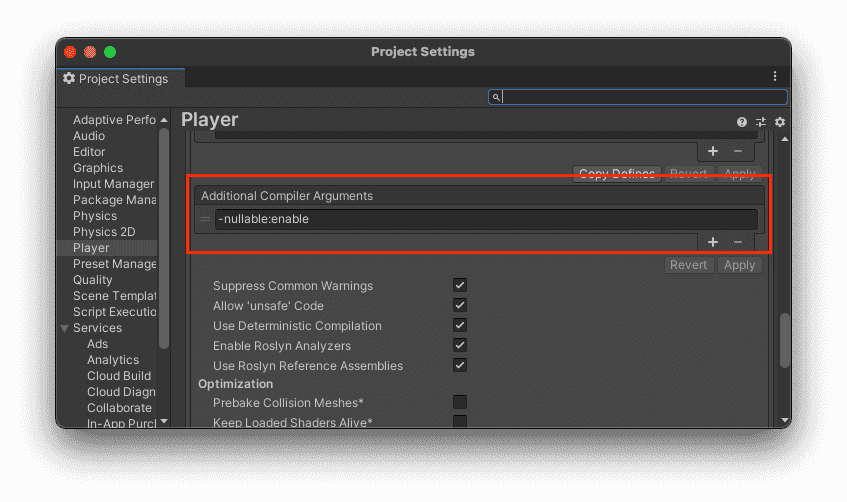 Project Settings
Project Settings
Player
Adaptive Perfo
Audio
Editor
Graphics
Input Manager
Package Mana
Physics
Physics 2D
Player
Preset Manage
Quality
Scene Templat
Script Executio
Services
Ads
Analytics
Cloud Build
Cloud Diagn
Collaborate
In-App Purch
+ −
Copy Defines Revert Apply
Additional Compiler Arguments
-nullable:enable
+ −
Revert Apply
Suppress Common Warnings
Allow 'unsafe' Code
Use Deterministic Compilation
Enable Roslyn Analyzers
Use Roslyn Reference Assemblies
Optimization
Prebake Collision Meshes*
Keep Loaded Shaders Alive*